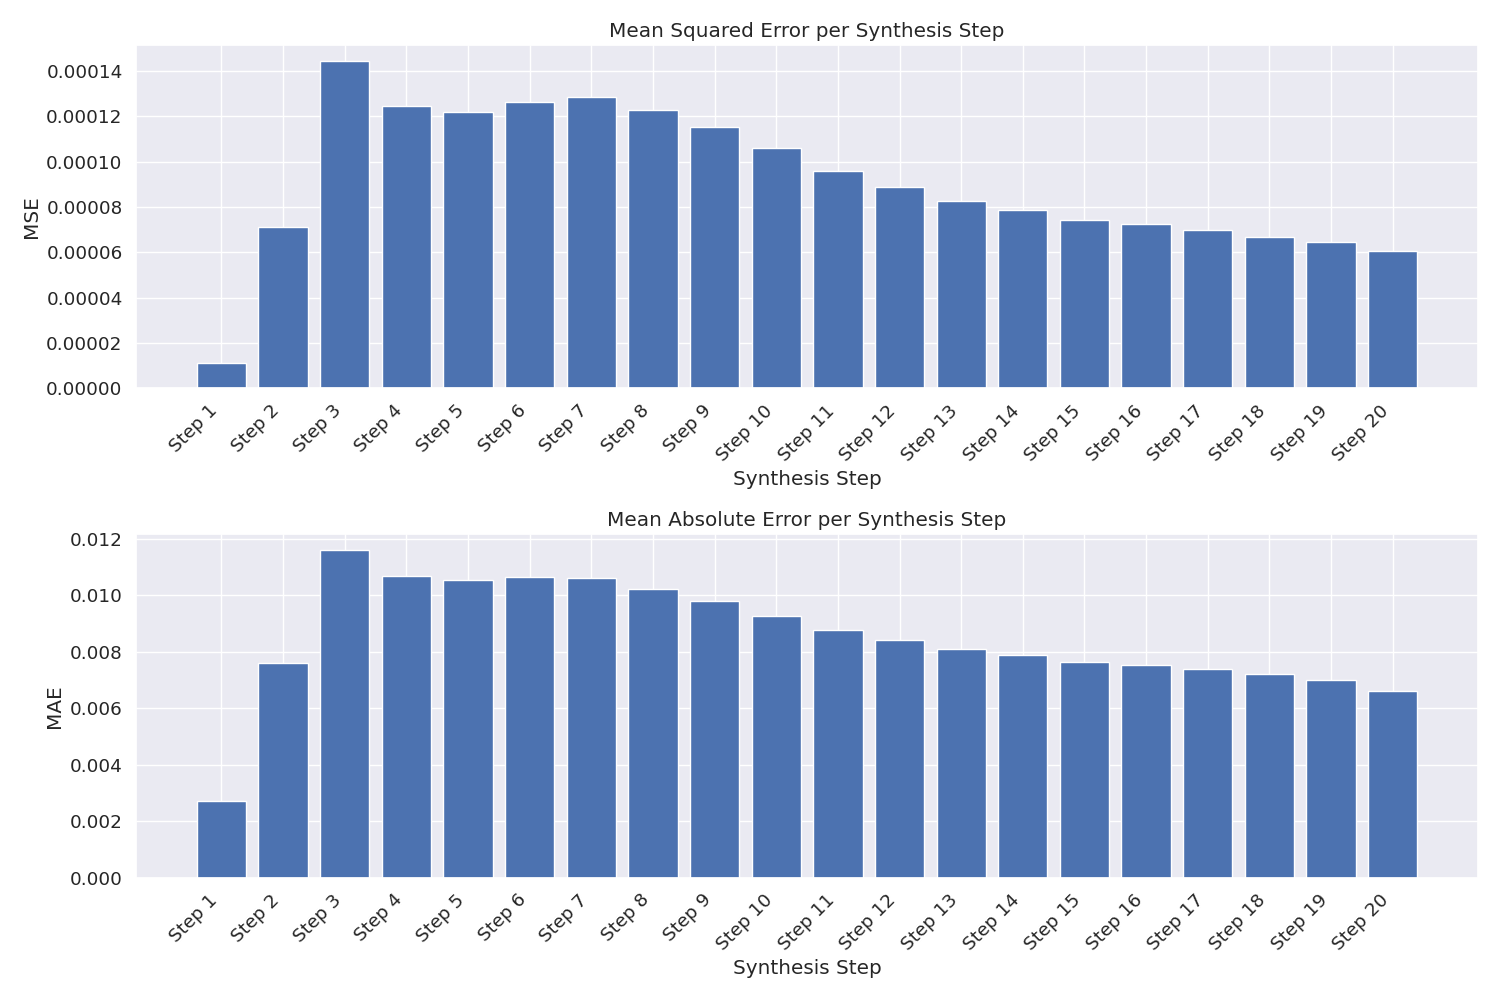 Mean Squared Error per Synthesis Step
MSE
0.00014
0.00012
0.00010
0.00008
0.00006
0.00004
0.00002
0.00000
Step 1
Step 2
Step 3
Step 4
Step 5
Step 6
Step 7
Step 8
Step 9
Step 10
Step 11
Step 12
Step 13
Step 14
Step 15
Step 16
Step 17
Step 18
Step 19
Step 20
Synthesis Step
Mean Absolute Error per Synthesis Step
MAE
0.012
0.010
0.008
0.006
0.004
0.002
0.000
Step 1
Step 2
Step 3
Step 4
Step 5
Step 6
Step 7
Step 8
Step 9
Step 10
Step 11
Step 12
Step 13
Step 14
Step 15
Step 16
Step 17
Step 18
Step 19
Step 20
Synthesis Step